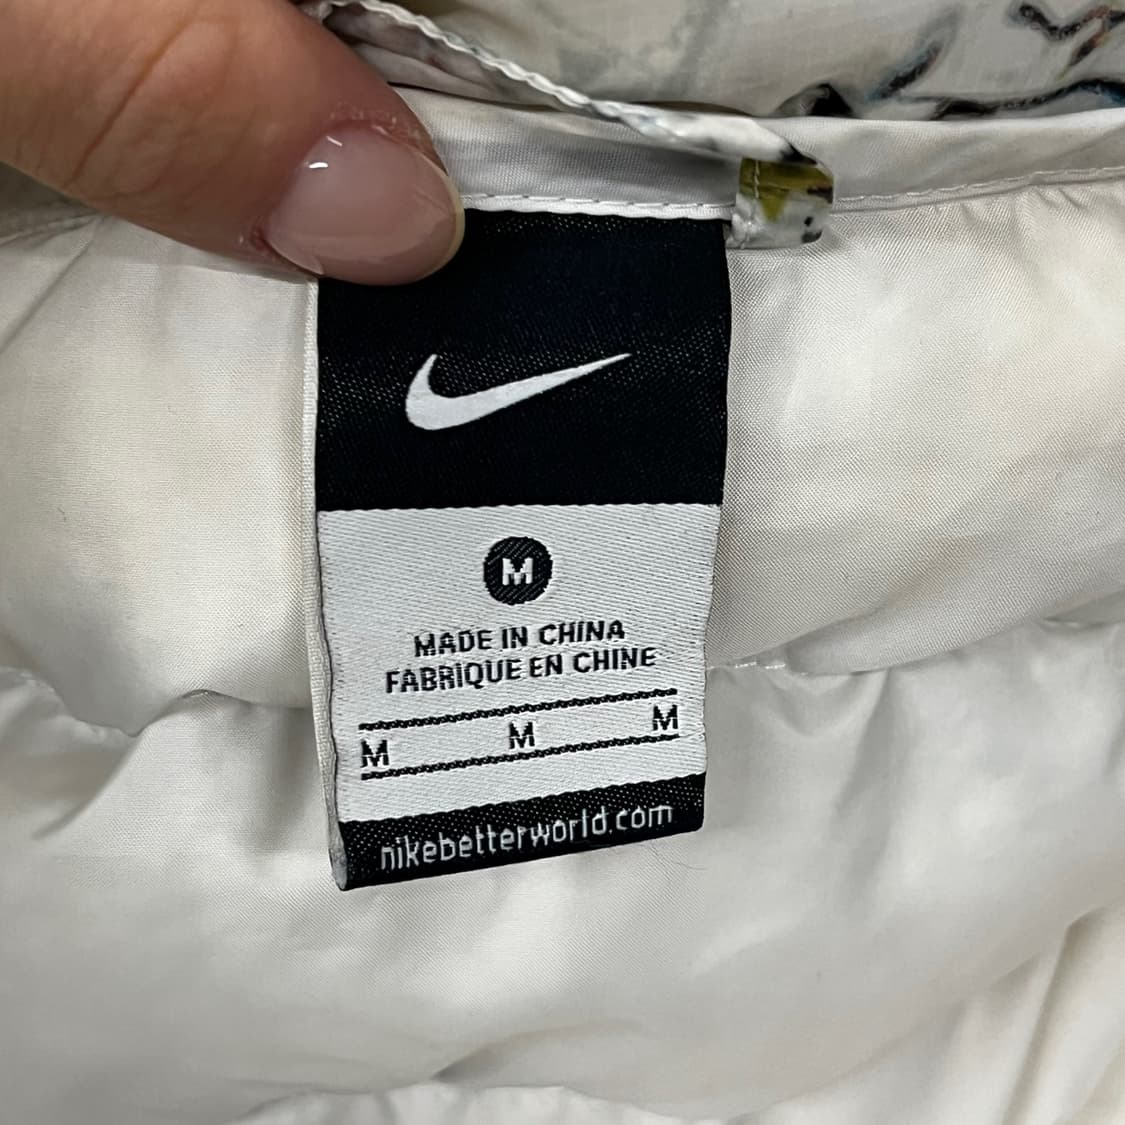 M
MADE IN CHINA
FABRIQUE EN CHINE
M M M
nikebetterworld.com